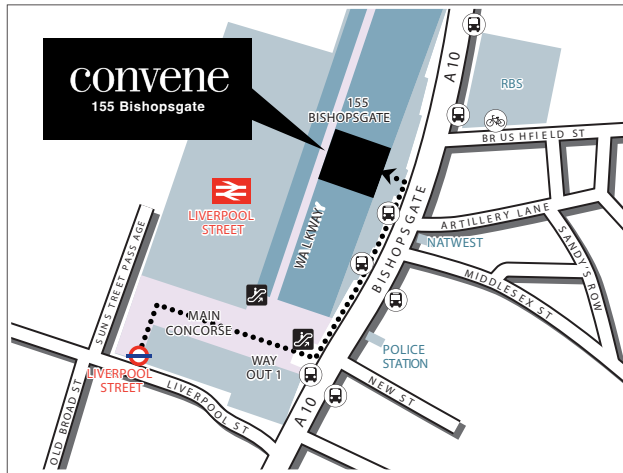 convene
155 Bishopsgate
A 10
RBS
155
BISHOPSGATE
BRUSHFIELD ST
LIVERPOOL
STREET
WALKWAY
BISHOPSGATE
ARTILLERY LANE
NATWEST
SANDY'S ROW
MIDDLESEX ST
SUN STREET PASSAGE
MAIN
CONCORSE
WAY
OUT 1
POLICE
STATION
LIVERPOOL
STREET
LIVERPOOL ST
NEW ST
A 10
OLD BROAD ST